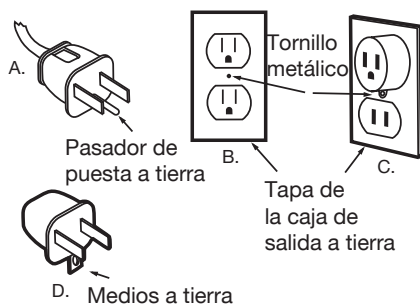 A.
Pasador de
puesta a tierra
Tornillo
metálico
B.
C.
Tapa de
la caja de
salida a tierra
D.
Medios a tierra